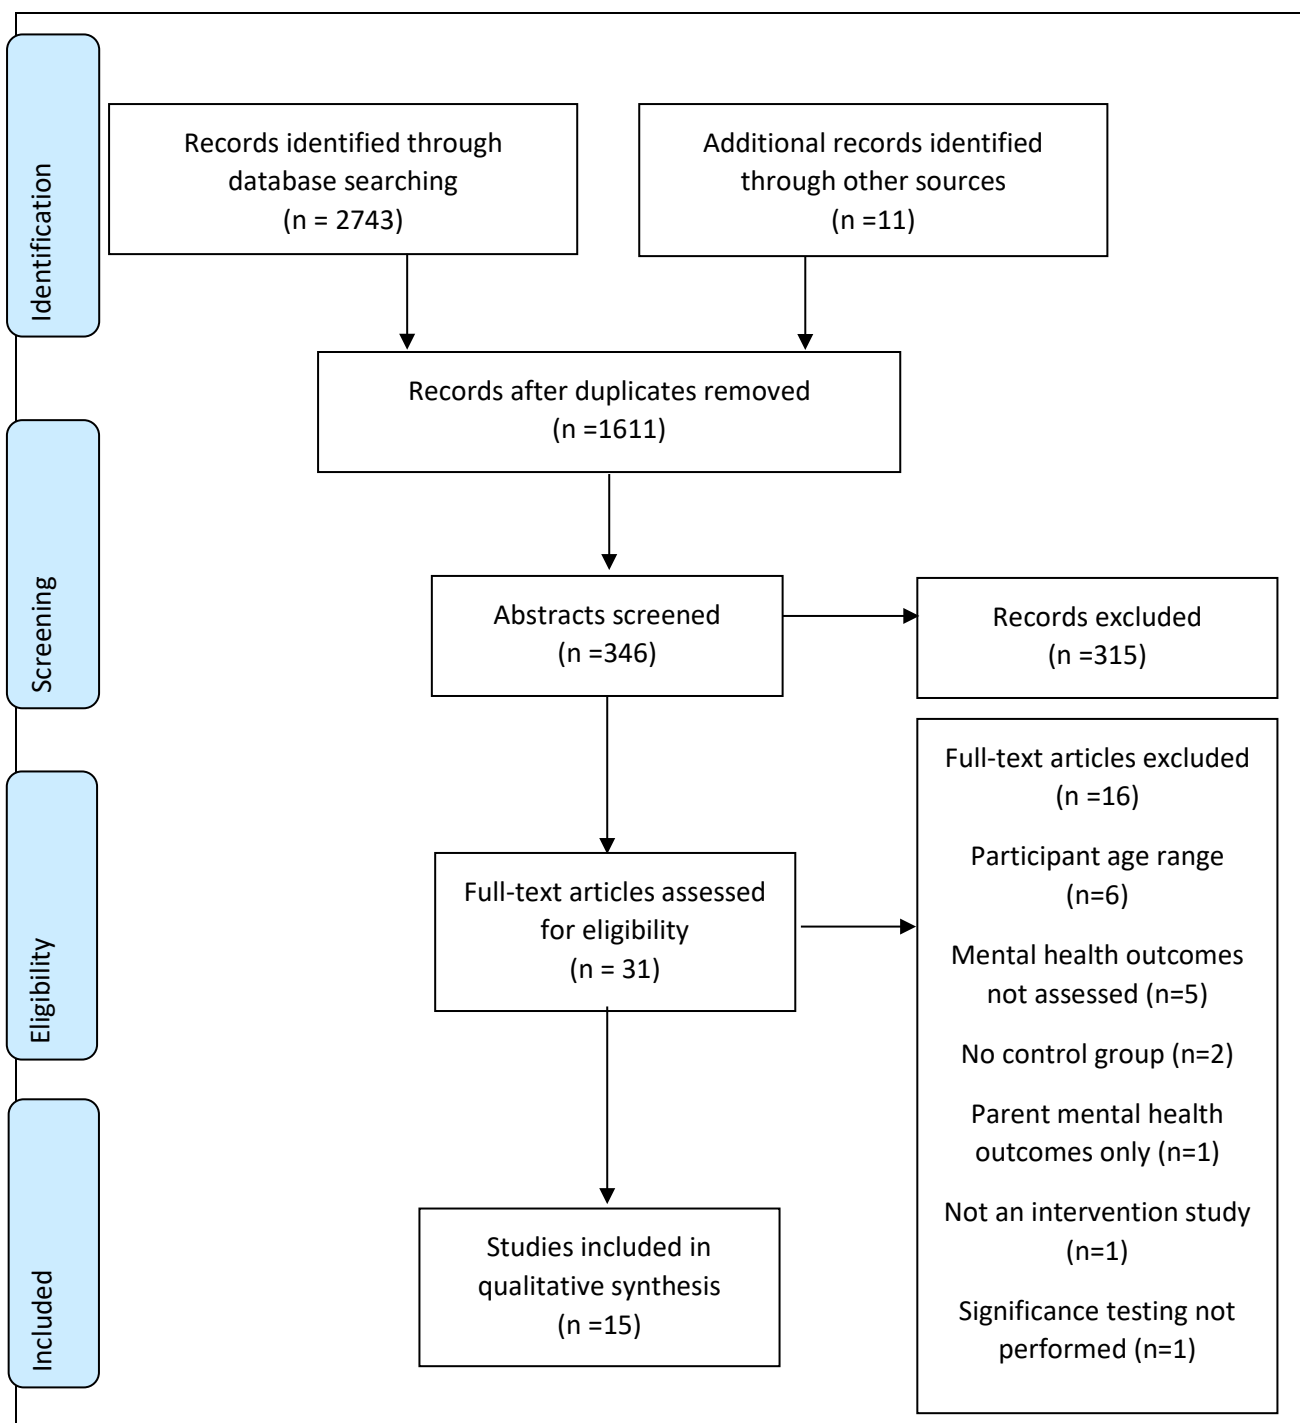 Identification
Records identified through
database searching
(n = 2743)
Additional records identified
through other sources
(n =11)
Records after duplicates removed
(n =1611)
Screening
Abstracts screened
(n =346)
Records excluded
(n =315)
Eligibility
Full-text articles assessed
for eligibility
(n = 31)
Full-text articles excluded
(n =16)
Participant age range
(n=6)
Mental health outcomes
not assessed (n=5)
No control group (n=2)
Parent mental health
outcomes only (n=1)
Not an intervention study
(n=1)
Significance testing not
performed (n=1)
Included
Studies included in
qualitative synthesis
(n =15)